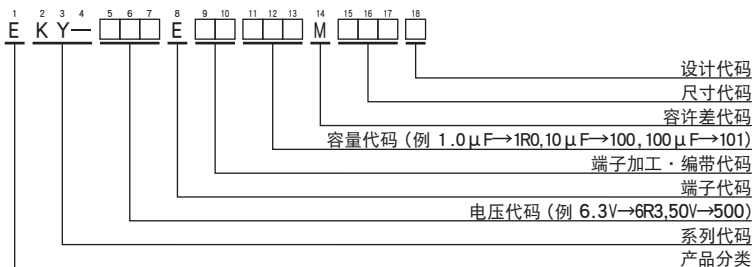 1 2 3 4 5 6 7 8 9 10 11 12 13 14 15 16 17 18
E K Y— □□□ E □□ □□□ M □□□ □
设计代码
尺寸代码
容许差代码
容量代码 (例 1.0μF→1R0,10μF→100,100μF→101)
端子加工·编带代码
端子代码
电压代码 (例 6.3V→6R3,50V→500)
系列代码
产品分类